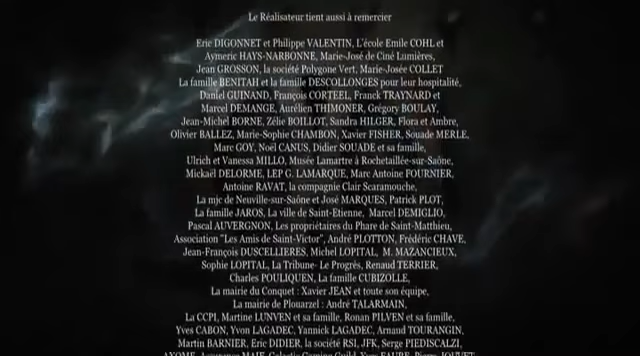 Le Réalisateur tient aussi à remercier
Eric DIGONNET et Philippe VALENTIN, L'école Emile COHL et
Aymeric HAYS-NARBONNE, Marie-José de Ciné Lumières,
Jean GROSSON, la société Polygone Vert, Marie-Josée COLLET
La famille BENITAH et la famille DESCOLLONGES pour leur hospitalité,
Daniel GUINAND, François CORTEEL, Franck TRAYNARD et
Marcel DEMANGE, Aurélien THIMONER, Grégory BOULAY,
Jean-Michel BORNE, Zélie BOILLOT, Sandra HILGER, Flora et Ambre,
Olivier BALLEZ, Marie-Sophie CHAMBON, Xavier FISHER, Souade MERLE,
Marc GOY, Noël CANUS, Didier SOUADE et sa famille,
Ulrich et Vanessa MILLO, Musée Lamartre à Rochetaillée-sur-Saône,
Mickaël DELORME, LEP G. LAMARQUE, Marc Antoine FOURNIER,
Antoine RAVAT, la compagnie Clair Scaramouche,
La mjc de Neuville-sur-Saône et José MARQUES, Patrick PLOT,
La famille JAROS, La ville de Saint-Etienne, Marcel DEMIGLIO,
Pascal AUVERGNON, Les propriétaires du Phare de Saint-Matthieu,
Association "Les Amis de Saint-Victor", André PLOTTON, Frédéric CHAVE,
Jean-François DUSCELLIERES, Michel LOPITAL, M. MAZANCIEUX,
Sophie LOPITAL, La Tribune- Le Progrès, Renaud TERRIER,
Charles POULIQUEN, La famille CUBIZOLLE,
La mairie du Conquet : Xavier JEAN et toute son équipe,
La mairie de Plouarzel : André TALARMAIN,
La CCPI, Martine LUNVEN et sa famille, Ronan PILVEN et sa famille,
Yves CABON, Yvon LAGADEC, Yannick LAGADEC, Arnaud TOURANGIN,
Martin BARNIER, Eric DIDIER, la société RSI, JFK, Serge PIEDISCALZI,